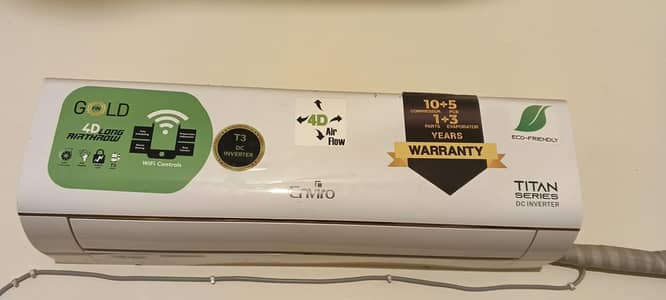 GOLD
4D LONG
AIRTHROW
WiFi Controls
T3
DC
INVERTER
4D
Air
Flow
Enviro
10+5
COMPRESSOR PCB
1+3
PARTS EVAPORATOR
YEARS
WARRANTY
ECO-FRIENDLY
TITAN
SERIES
DC INVERTER